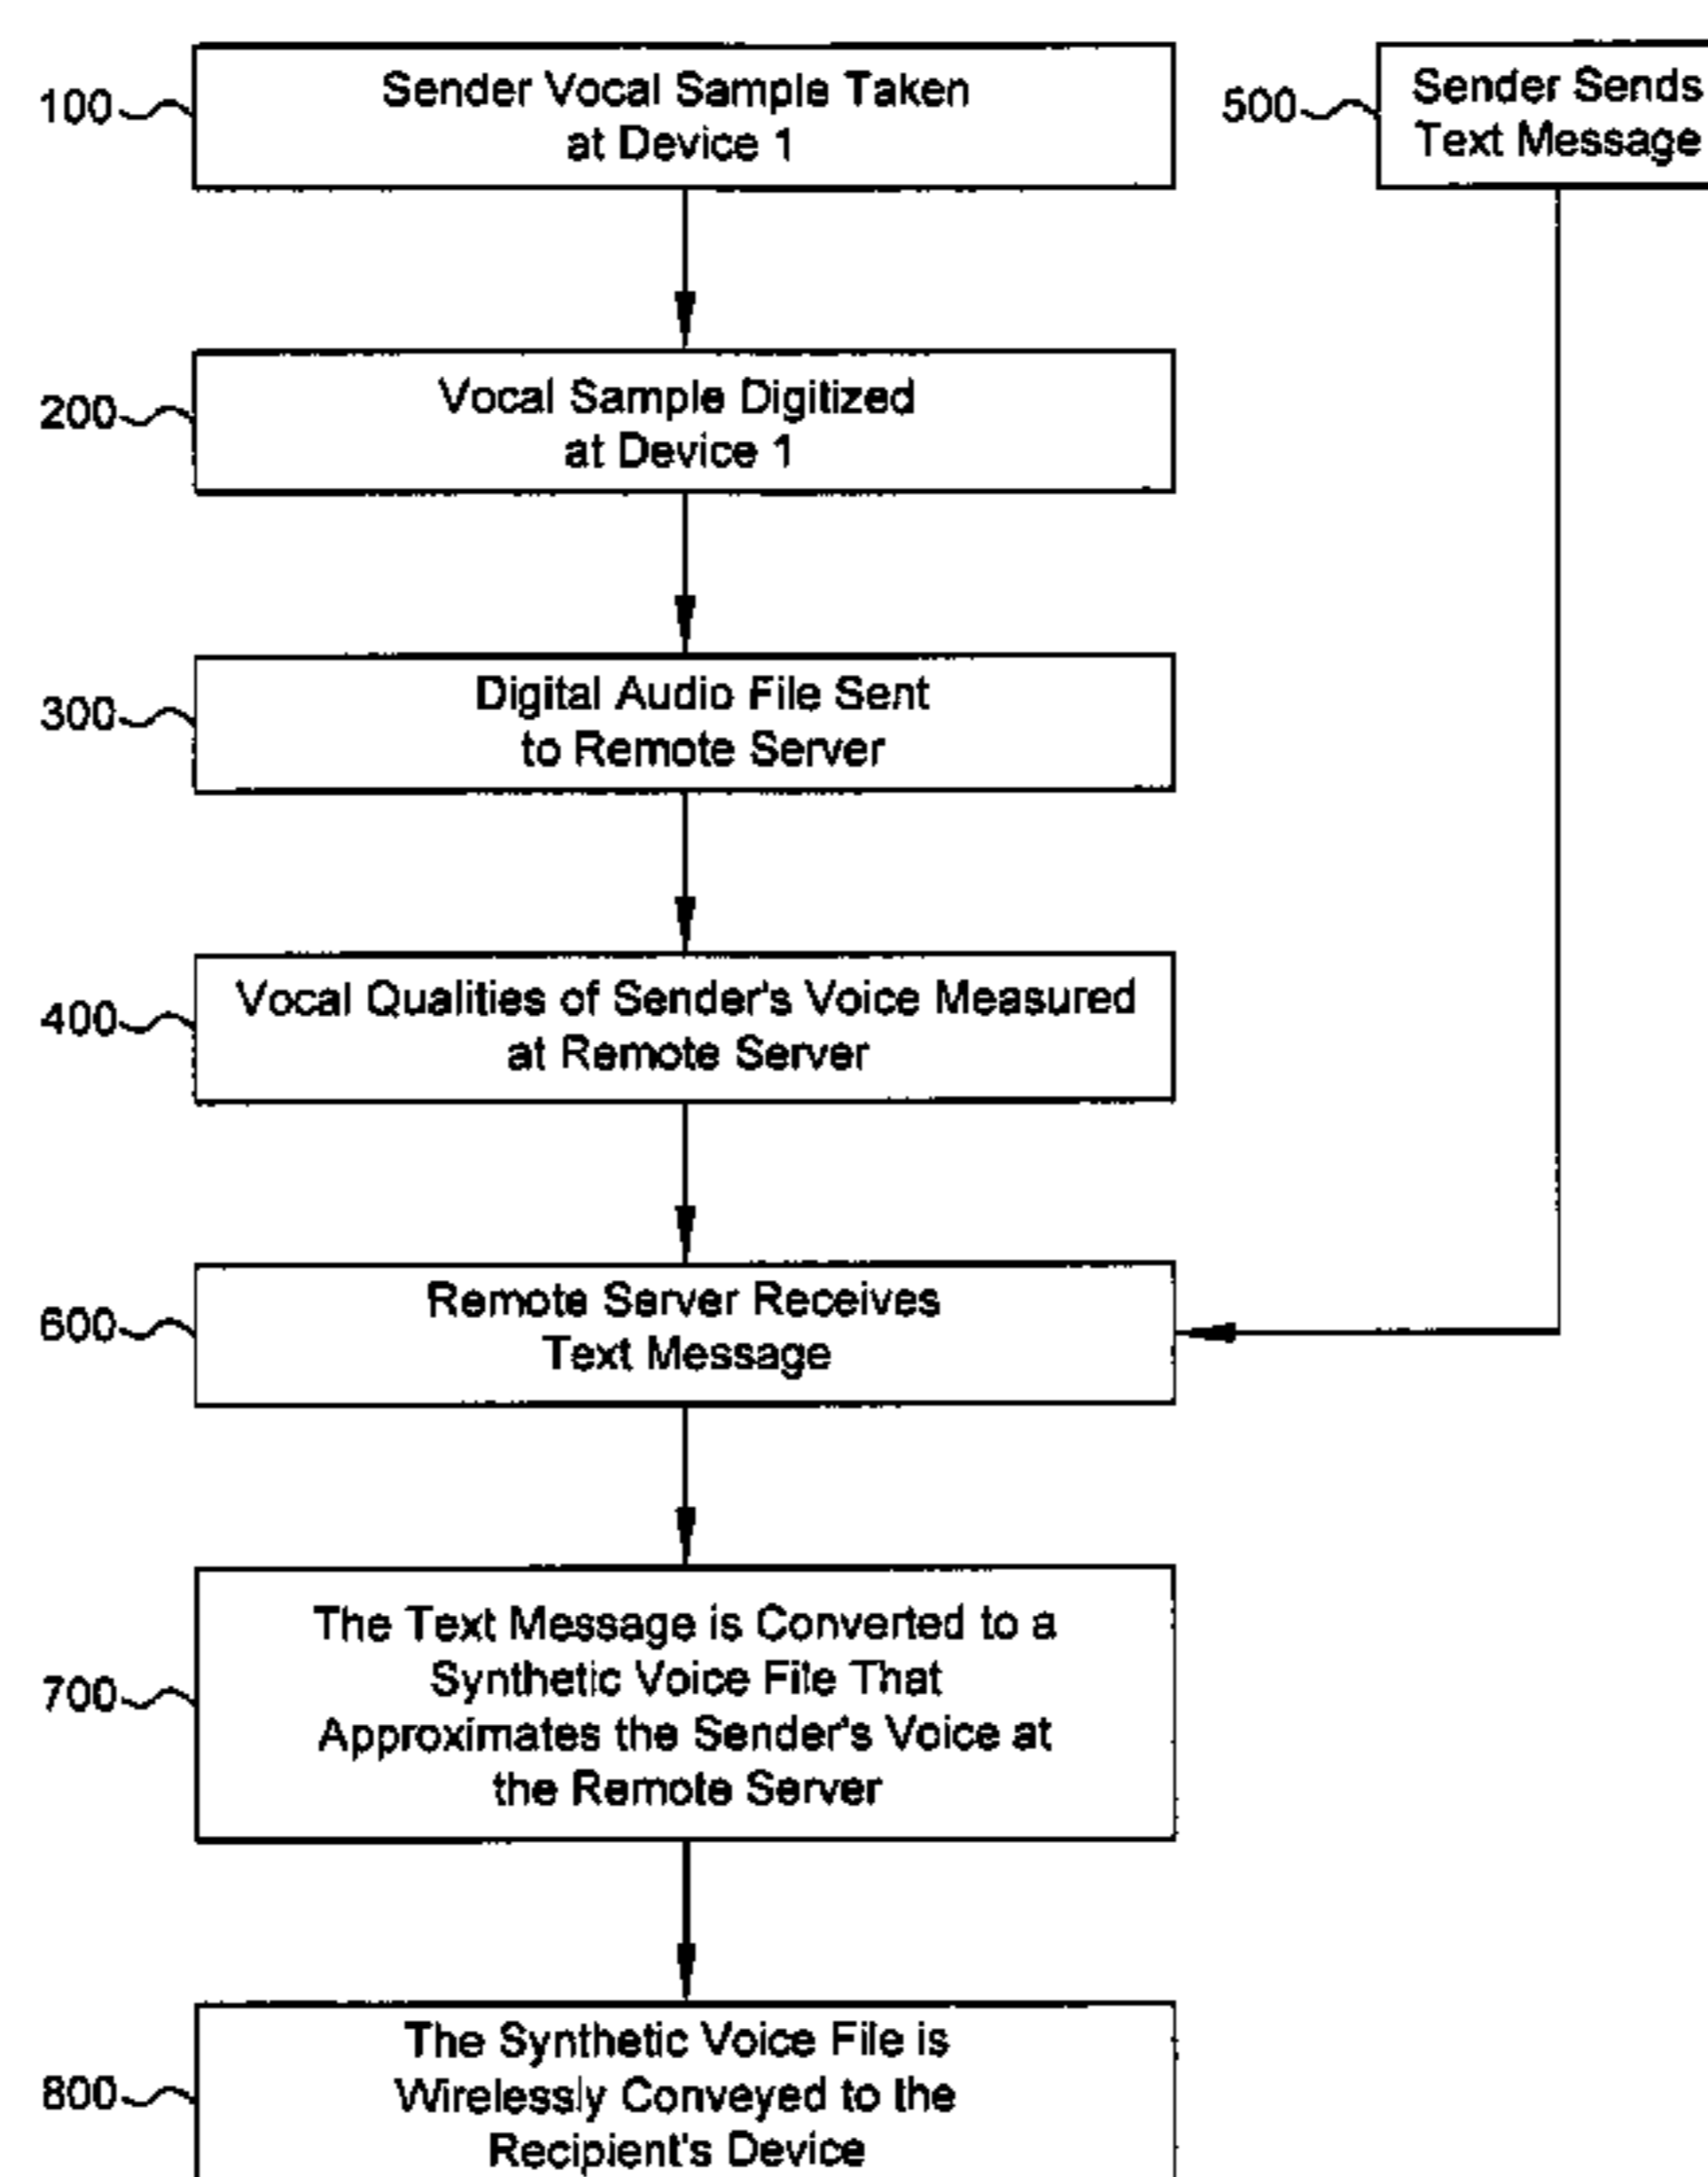 100
Sender Vocal Sample Taken
at Device 1
500
Sender Sends
Text Message
200
Vocal Sample Digitized
at Device 1
300
Digital Audio File Sent
to Remote Server
400
Vocal Qualities of Sender's Voice Measured
at Remote Server
600
Remote Server Receives
Text Message
700
The Text Message is Converted to a
Synthetic Voice File That
Approximates the Sender's Voice at
the Remote Server
800
The Synthetic Voice File is
Wirelessly Conveyed to the
Recipient's Device